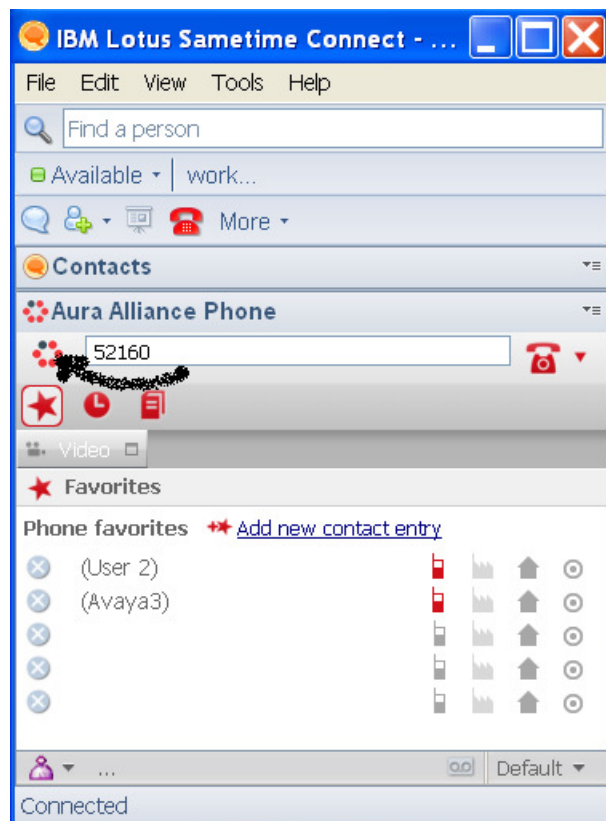 IBM Lotus Sametime Connect - ...
File Edit View Tools Help
Find a person
Available work...
More
Contacts
Aura Alliance Phone
52160
Video
Favorites
Phone favorites Add new contact entry
(User 2)
(Avaya3)
... Default
Connected